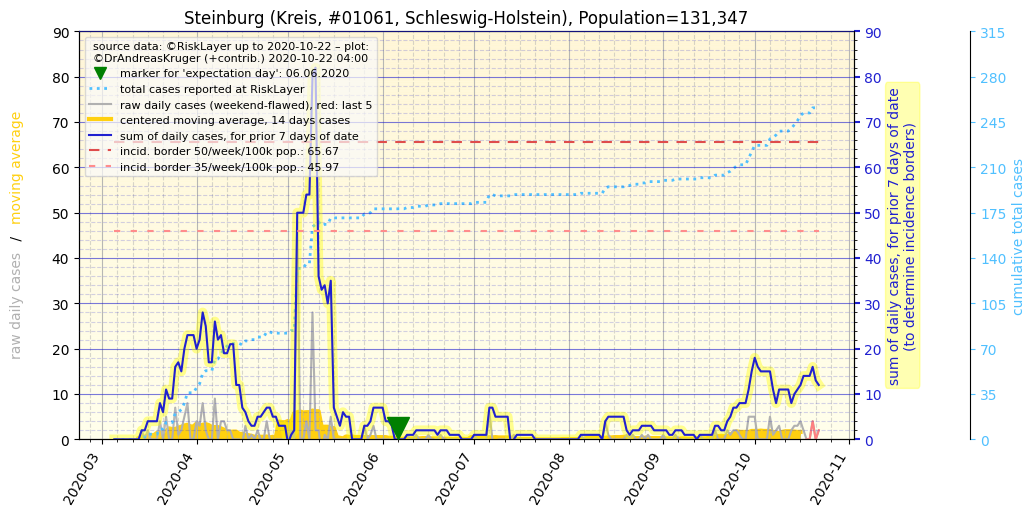 Steinburg (Kreis, #01061, Schleswig-Holstein), Population=131,347
source data: ©RiskLayer up to 2020-10-22 – plot:
©DrAndreasKruger (+contrib.) 2020-10-22 04:00
marker for 'expectation day': 06.06.2020
total cases reported at RiskLayer
raw daily cases (weekend-flawed), red: last 5
centered moving average, 14 days cases
sum of daily cases, for prior 7 days of date
incid. border 50/week/100k pop.: 65.67
incid. border 35/week/100k pop.: 45.97
raw daily cases / moving average
90
80
70
60
50
40
30
20
10
0
2020-03
2020-04
2020-05
2020-06
2020-07
2020-08
2020-09
2020-10
2020-11
90
80
70
60
50
40
30
20
10
0
sum of daily cases, for prior 7 days of date
(to determine incidence borders)
315
280
245
210
175
140
105
70
35
0
cumulative total cases